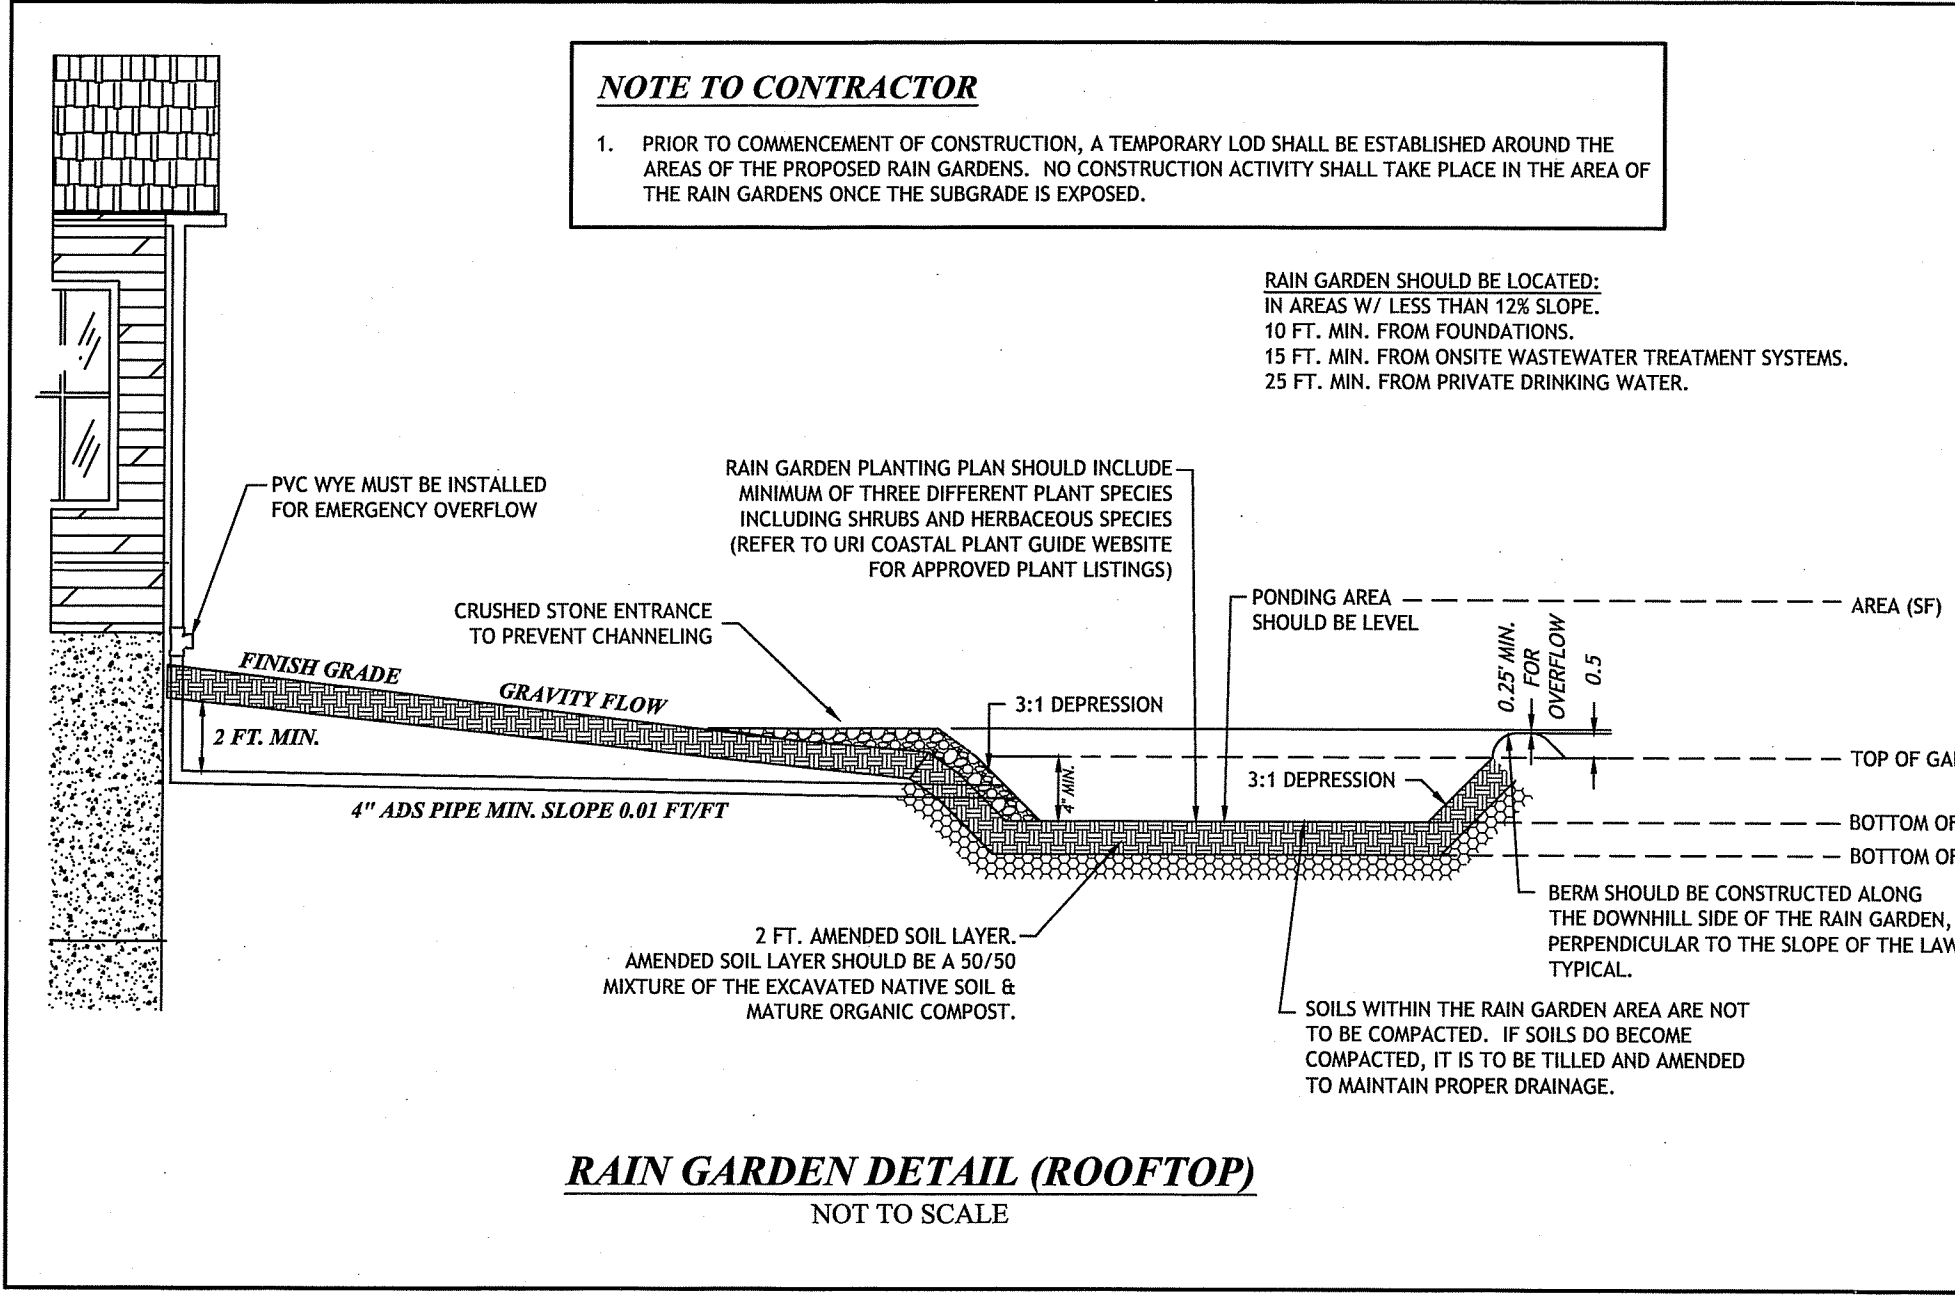 NOTE TO CONTRACTOR
1. PRIOR TO COMMENCEMENT OF CONSTRUCTION, A TEMPORARY LOD SHALL BE ESTABLISHED AROUND THE
AREAS OF THE PROPOSED RAIN GARDENS. NO CONSTRUCTION ACTIVITY SHALL TAKE PLACE IN THE AREA OF
THE RAIN GARDENS ONCE THE SUBGRADE IS EXPOSED.
RAIN GARDEN SHOULD BE LOCATED:
IN AREAS W/ LESS THAN 12% SLOPE.
10 FT. MIN. FROM FOUNDATIONS.
15 FT. MIN. FROM ONSITE WASTEWATER TREATMENT SYSTEMS.
25 FT. MIN. FROM PRIVATE DRINKING WATER.
PVC WYE MUST BE INSTALLED
FOR EMERGENCY OVERFLOW
RAIN GARDEN PLANTING PLAN SHOULD INCLUDE
MINIMUM OF THREE DIFFERENT PLANT SPECIES
INCLUDING SHRUBS AND HERBACEOUS SPECIES
(REFER TO URI COASTAL PLANT GUIDE WEBSITE
FOR APPROVED PLANT LISTINGS)
CRUSHED STONE ENTRANCE
TO PREVENT CHANNELING
PONDING AREA
SHOULD BE LEVEL
AREA (SF)
0.25' MIN.
FOR
OVERFLOW
0.5
FINISH GRADE
GRAVITY FLOW
3:1 DEPRESSION
2 FT. MIN.
4" MIN.
3:1 DEPRESSION
TOP OF GA
4" ADS PIPE MIN. SLOPE 0.01 FT/FT
BOTTOM OF
BOTTOM OF
BERM SHOULD BE CONSTRUCTED ALONG
THE DOWNHILL SIDE OF THE RAIN GARDEN,
PERPENDICULAR TO THE SLOPE OF THE LAW
TYPICAL.
2 FT. AMENDED SOIL LAYER.
AMENDED SOIL LAYER SHOULD BE A 50/50
MIXTURE OF THE EXCAVATED NATIVE SOIL &
MATURE ORGANIC COMPOST.
SOILS WITHIN THE RAIN GARDEN AREA ARE NOT
TO BE COMPACTED. IF SOILS DO BECOME
COMPACTED, IT IS TO BE TILLED AND AMENDED
TO MAINTAIN PROPER DRAINAGE.
RAIN GARDEN DETAIL (ROOFTOP)
NOT TO SCALE